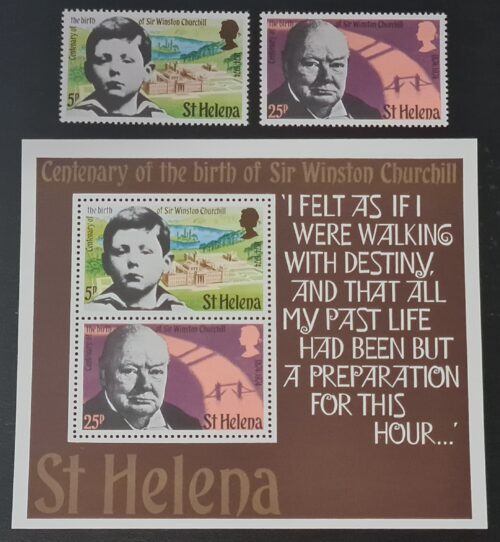 Centenary of the birth of Sir Winston Churchill
5p
St Helena
Centenary of the birth of Sir Winston Churchill
25p
St Helena
Centenary of the birth of Sir Winston Churchill
Centenary of the birth of Sir Winston Churchill
5p
St Helena
Centenary of the birth of Sir Winston Churchill
25p
St Helena
'I FELT AS IF I
WERE WALKING
WITH DESTINY,
AND THAT ALL
MY PAST LIFE
HAD BEEN BUT
A PREPARATION
FOR THIS
HOUR...'
St Helena